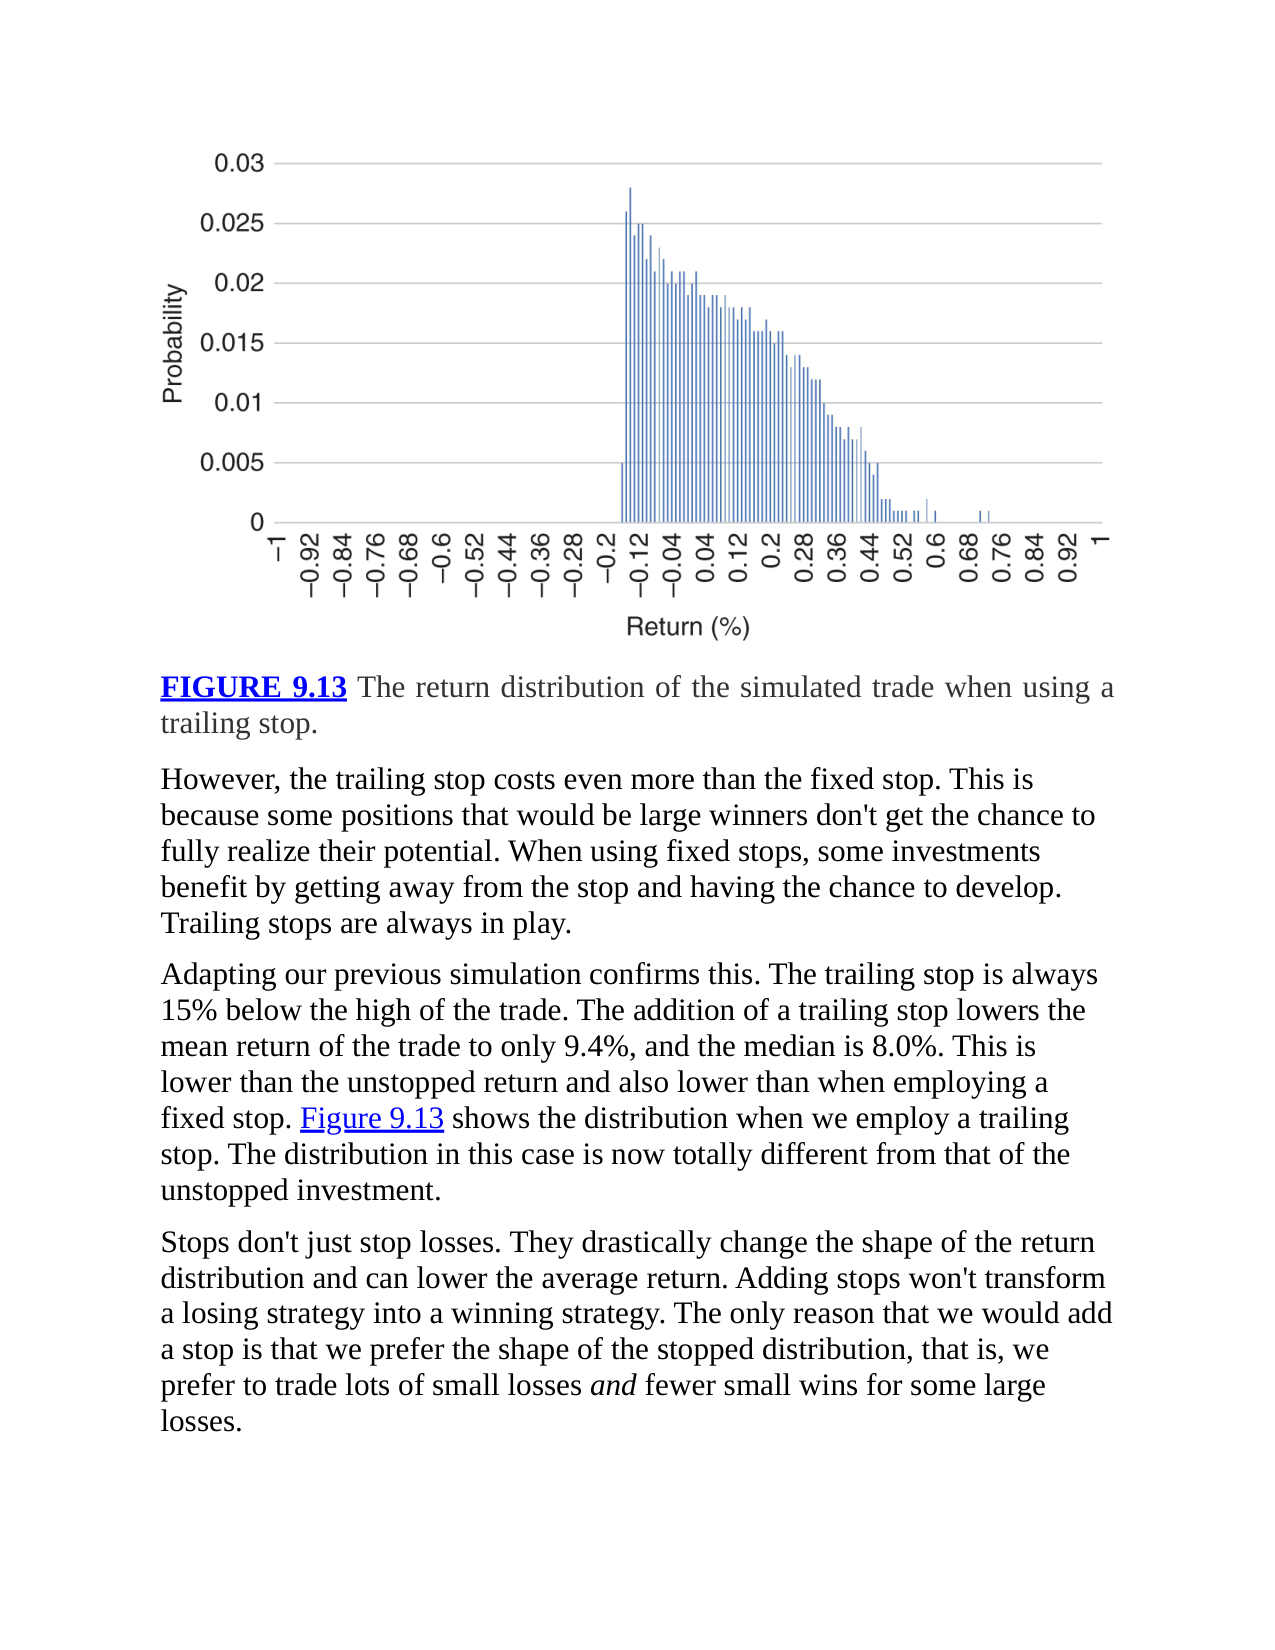 0.03
0.025
0.02
0.015
0.01
0.005
0
Probability
−1
−0.92
−0.84
−0.76
−0.68
−0.6
−0.52
−0.44
−0.36
−0.28
−0.2
−0.12
−0.04
0.04
0.12
0.2
0.28
0.36
0.44
0.52
0.6
0.68
0.76
0.84
0.92
1
Return (%)
FIGURE 9.13 The return distribution of the simulated trade when using a
trailing stop.
However, the trailing stop costs even more than the fixed stop. This is
because some positions that would be large winners don't get the chance to
fully realize their potential. When using fixed stops, some investments
benefit by getting away from the stop and having the chance to develop.
Trailing stops are always in play.
Adapting our previous simulation confirms this. The trailing stop is always
15% below the high of the trade. The addition of a trailing stop lowers the
mean return of the trade to only 9.4%, and the median is 8.0%. This is
lower than the unstopped return and also lower than when employing a
fixed stop. Figure 9.13 shows the distribution when we employ a trailing
stop. The distribution in this case is now totally different from that of the
unstopped investment.
Stops don't just stop losses. They drastically change the shape of the return
distribution and can lower the average return. Adding stops won't transform
a losing strategy into a winning strategy. The only reason that we would add
a stop is that we prefer the shape of the stopped distribution, that is, we
prefer to trade lots of small losses and fewer small wins for some large
losses.